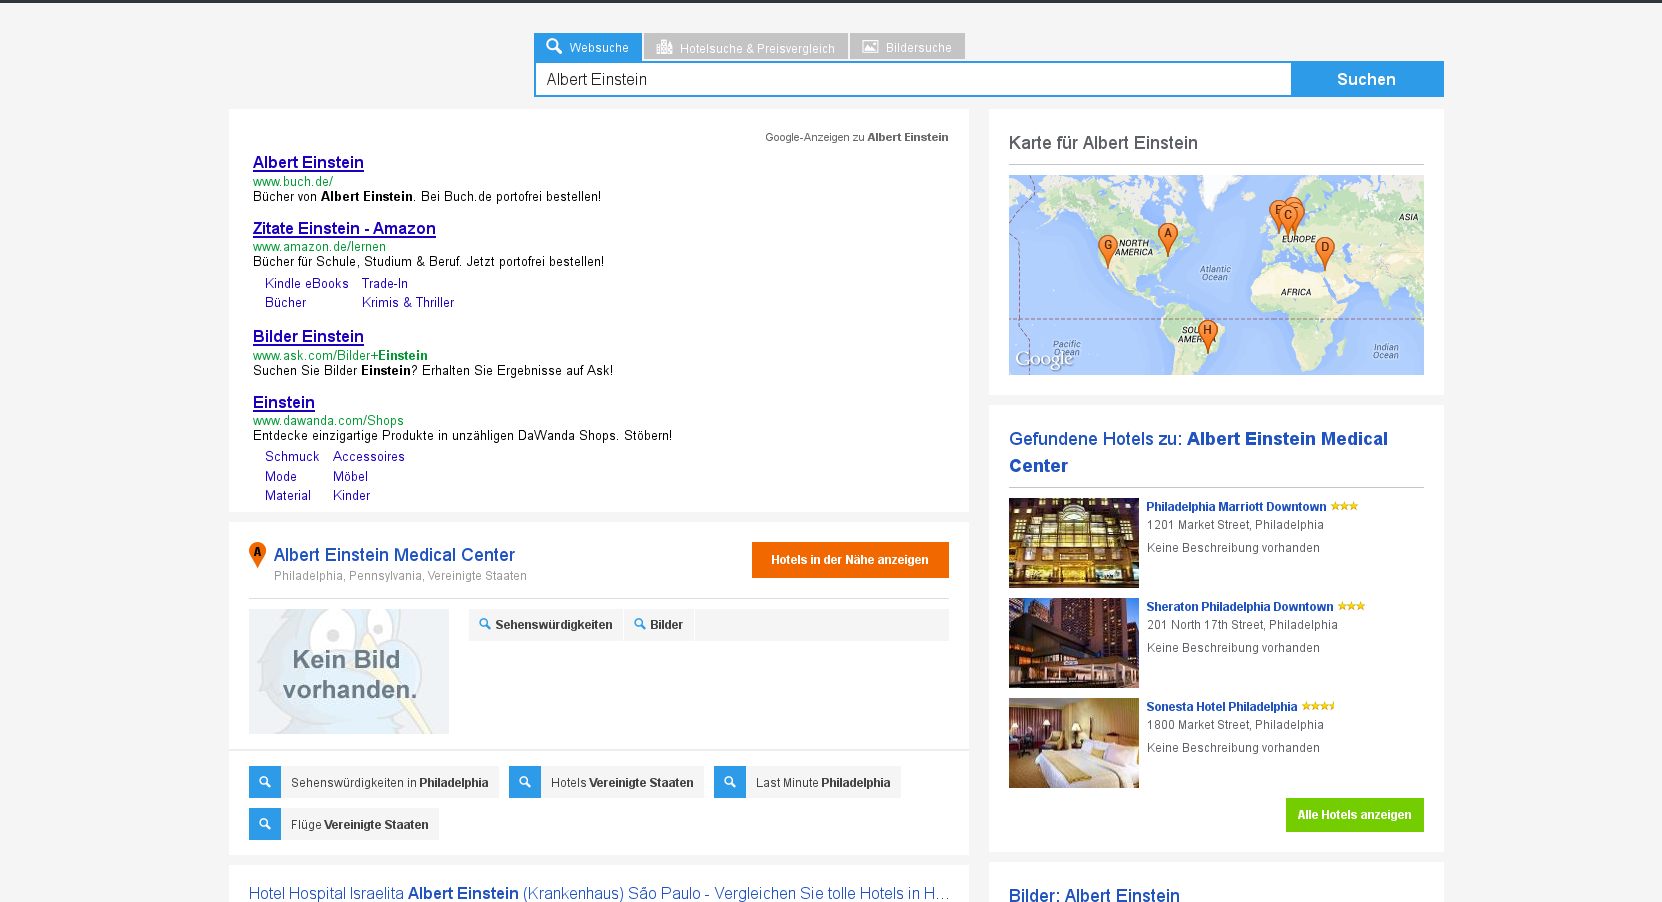 Websuche
Hotelsuche & Preisvergleich
Bildersuche
Albert Einstein
Suchen
Google-Anzeigen zu Albert Einstein
Albert Einstein
www.buch.de/
Bücher von Albert Einstein. Bei Buch.de portofrei bestellen!
Zitate Einstein - Amazon
www.amazon.de/lernen
Bücher für Schule, Studium & Beruf. Jetzt portofrei bestellen!
Kindle eBooks Trade-In
Bücher Krimis & Thriller
Bilder Einstein
www.ask.com/Bilder+Einstein
Suchen Sie Bilder Einstein? Erhalten Sie Ergebnisse auf Ask!
Einstein
www.dawanda.com/Shops
Entdecke einzigartige Produkte in unzähligen DaWanda Shops. Stöbern!
Schmuck Accessoires
Mode Möbel
Material Kinder
A
Albert Einstein Medical Center
Philadelphia, Pennsylvania, Vereinigte Staaten
Hotels in der Nähe anzeigen
Kein Bild
vorhanden.
Sehenswürdigkeiten
Bilder
Sehenswürdigkeiten in Philadelphia
Hotels Vereinigte Staaten
Last Minute Philadelphia
Flüge Vereinigte Staaten
Hotel Hospital Israelita Albert Einstein (Krankenhaus) São Paulo - Vergleichen Sie tolle Hotels in H...
Karte für Albert Einstein
E
C
ASIA
A
G
NORTH
AMERICA
EUROPE
D
Atlantic
Ocean
AFRICA
H
SOU
AMERICA
Pacific
Ocean
Indian
Ocean
Google
Gefundene Hotels zu: Albert Einstein Medical
Center
Philadelphia Marriott Downtown
1201 Market Street, Philadelphia
Keine Beschreibung vorhanden
Sheraton Philadelphia Downtown
201 North 17th Street, Philadelphia
Keine Beschreibung vorhanden
Sonesta Hotel Philadelphia
1800 Market Street, Philadelphia
Keine Beschreibung vorhanden
Alle Hotels anzeigen
Bilder: Albert Einstein